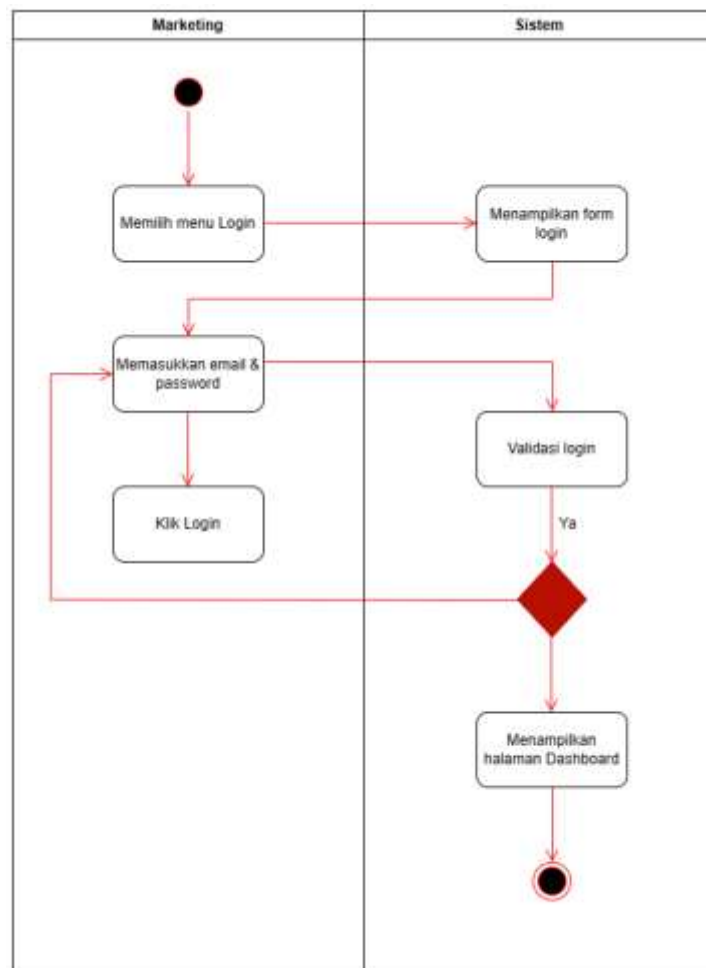 Marketing
Sistem
Memilih menu Login
Menampilkan form
login
Memasukkan email &
password
Validasi login
Klik Login
Ya
Menampilkan
halaman Dashboard